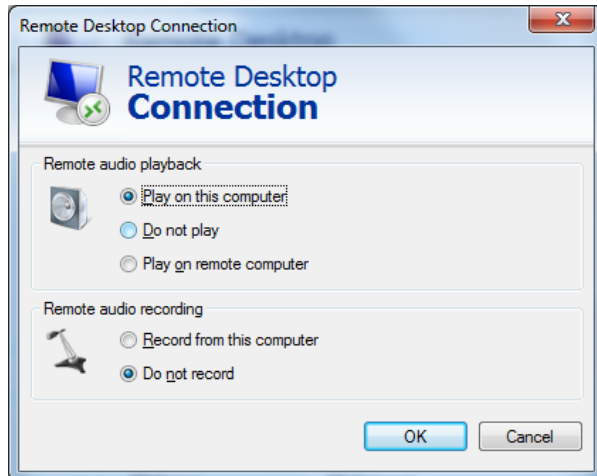 Remote Desktop Connection
Remote Desktop
Connection
Remote audio playback
Play on this computer
Do not play
Play on remote computer
Remote audio recording
Record from this computer
Do not record
OK
Cancel